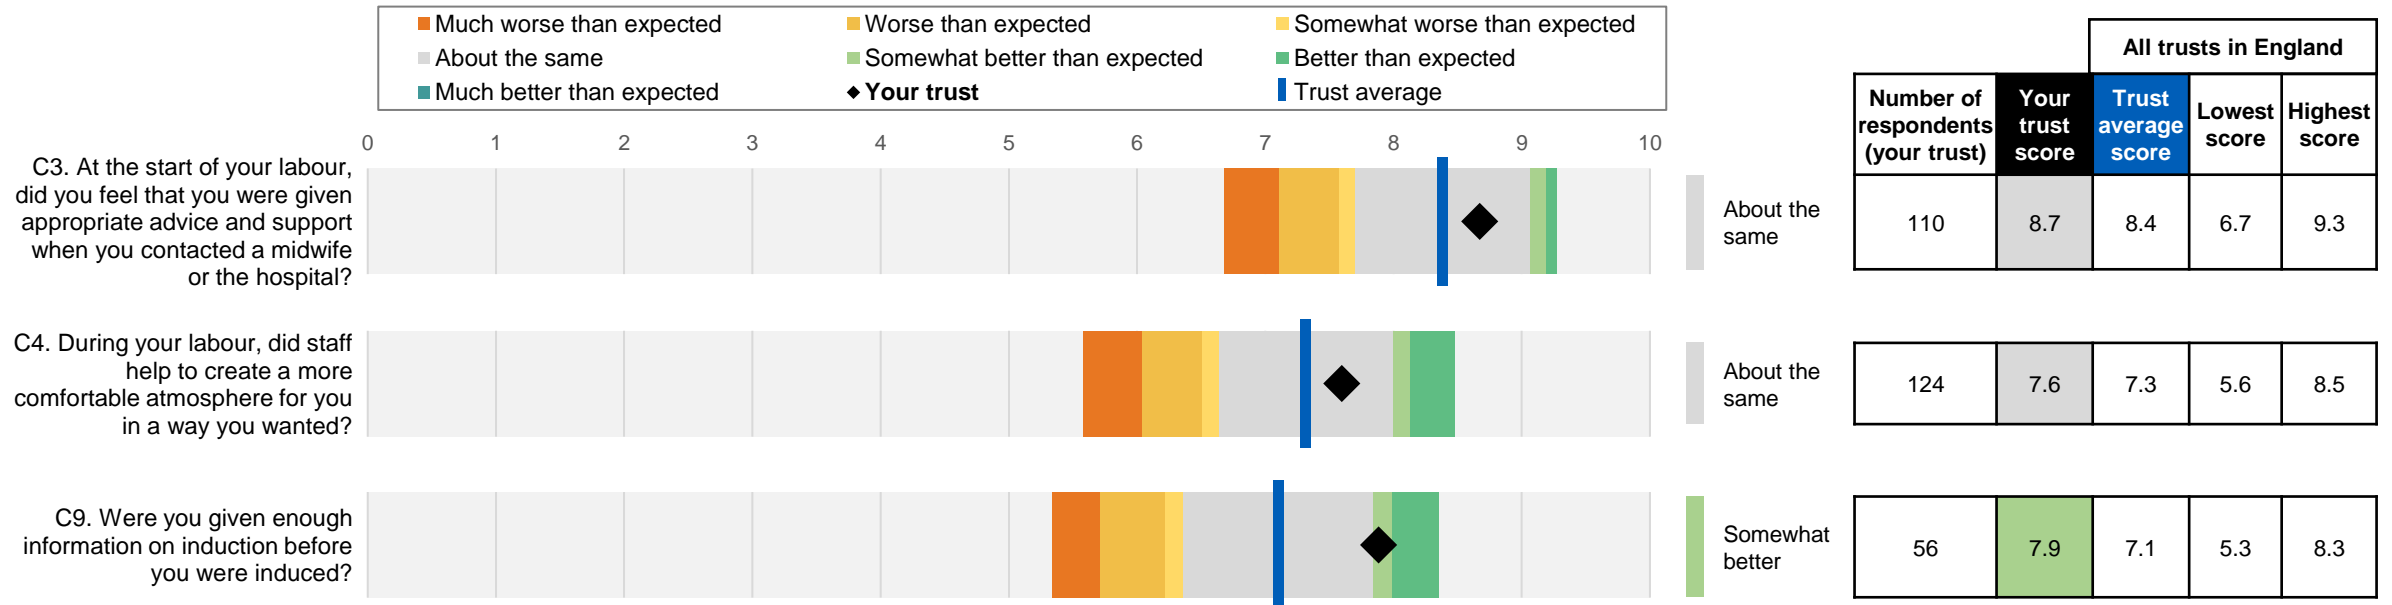 Much worse than expected
Worse than expected
Somewhat worse than expected
About the same
Somewhat better than expected
Better than expected
Much better than expected
Your trust
Trust average
All trusts in England
Number of
respondents
(your trust)
Your
trust
score
Trust
average
score
Lowest
score
Highest
score
0 1 2 3 4 5 6 7 8 9 10
C3. At the start of your labour,
did you feel that you were given
appropriate advice and support
when you contacted a midwife
or the hospital?
About the
same
110 8.7 8.4 6.7 9.3
C4. During your labour, did staff
help to create a more
comfortable atmosphere for you
in a way you wanted?
About the
same
124 7.6 7.3 5.6 8.5
C9. Were you given enough
information on induction before
you were induced?
Somewhat
better
56 7.9 7.1 5.3 8.3